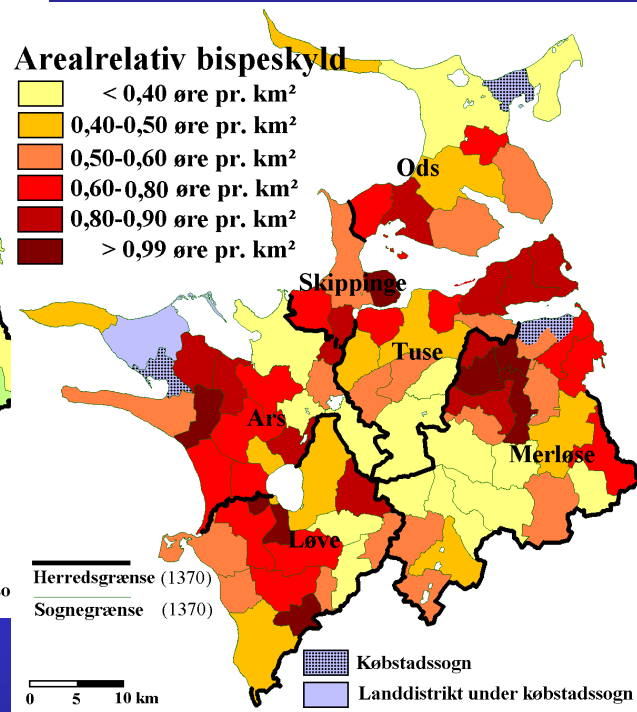 Arealrelativ bispeskyld
< 0,40 øre pr. km²
0,40-0,50 øre pr. km²
0,50-0,60 øre pr. km²
0,60-0,80 øre pr. km²
0,80-0,90 øre pr. km²
> 0,99 øre pr. km²
Ods
Skippinge
Tuse
Ars
Merløse
Løve
so
Herredsgrænse (1370)
Sognegrænse (1370)
0 5 10 km
Købstadssogn
Landdistrikt under købstadssogn